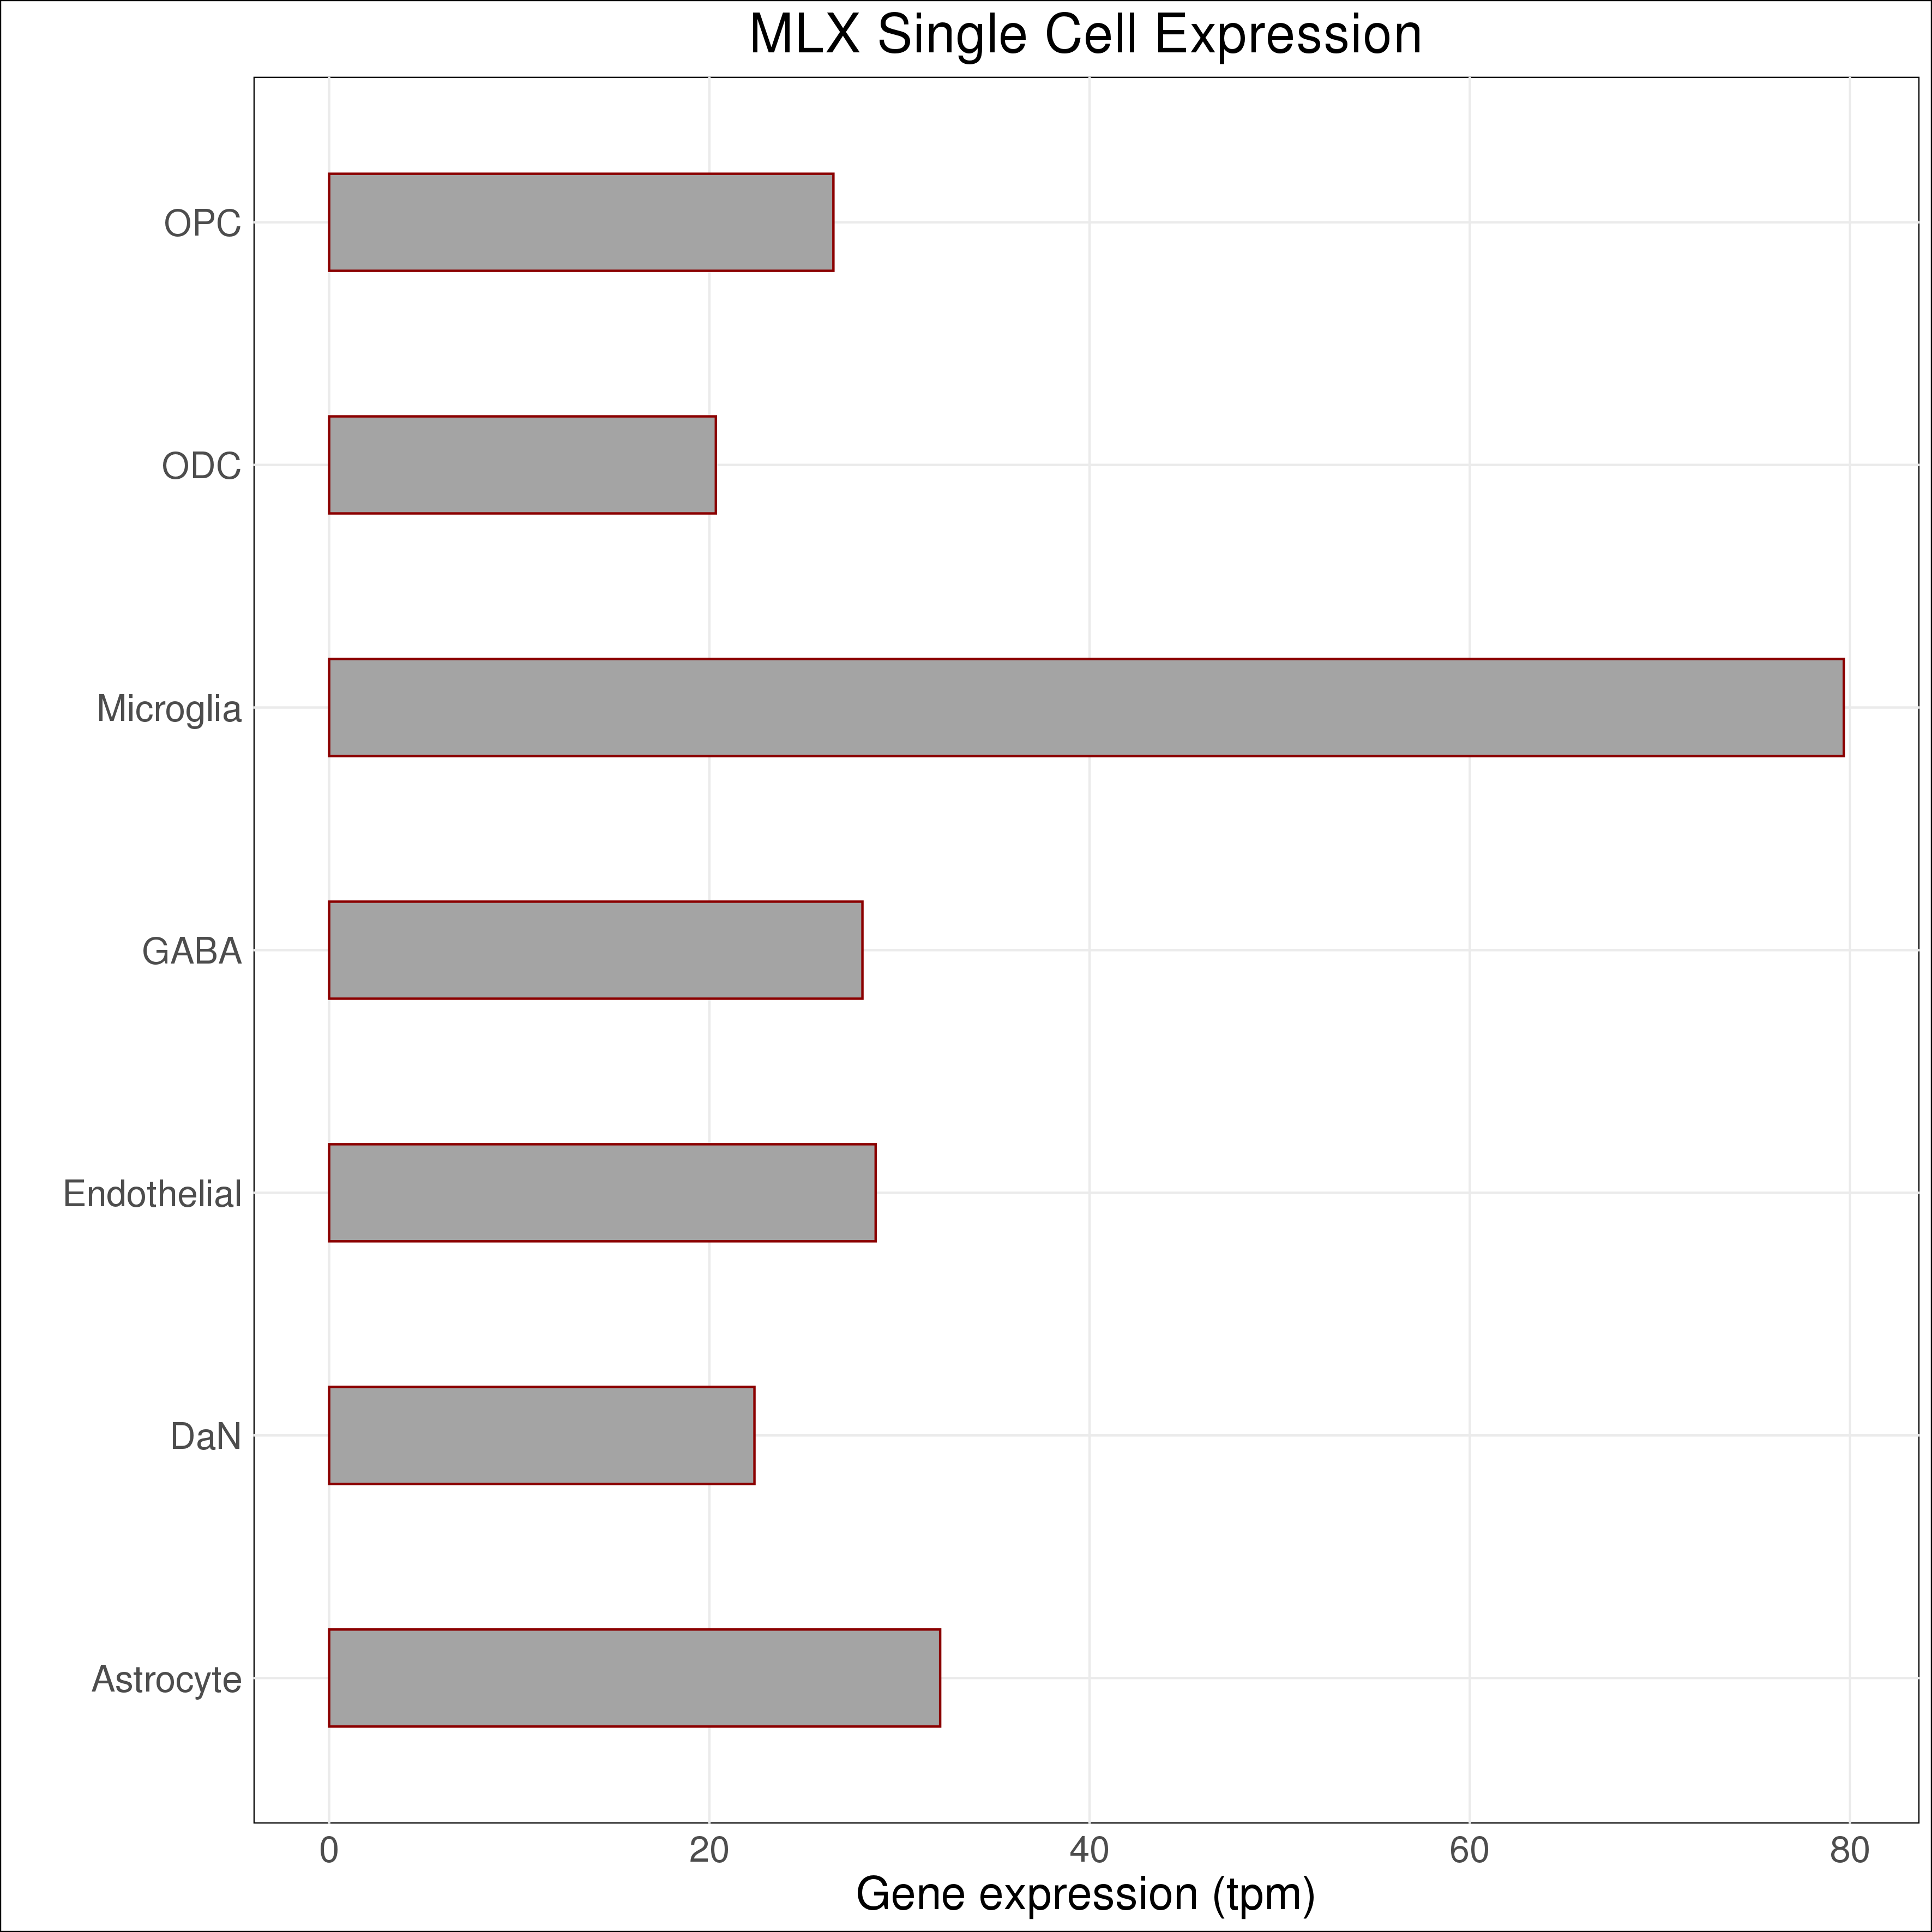 MLX Single Cell Expression
OPC
ODC
Microglia
GABA
Endothelial
DaN
Astrocyte
0 20 40 60 80
Gene expression (tpm)